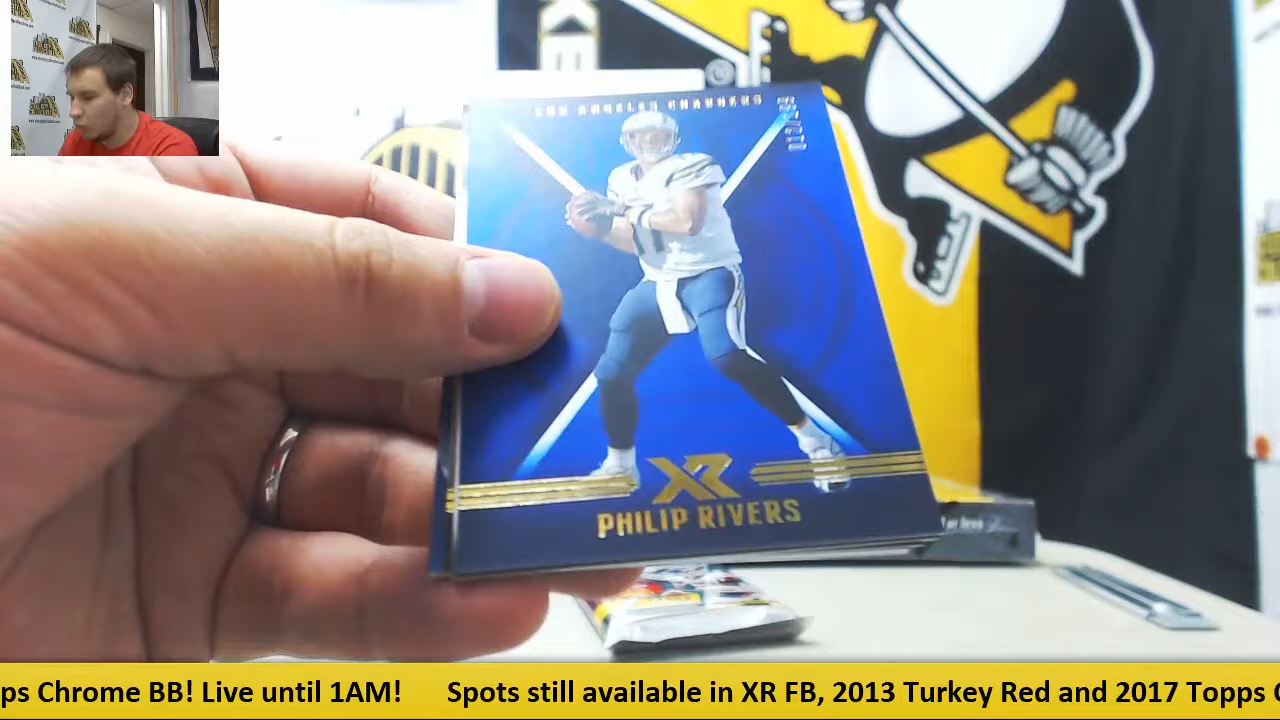 LOS ANGELES CHARGERS
17
XR
PHILIP RIVERS
ps Chrome BB! Live until 1AM! Spots still available in XR FB, 2013 Turkey Red and 2017 Topps C